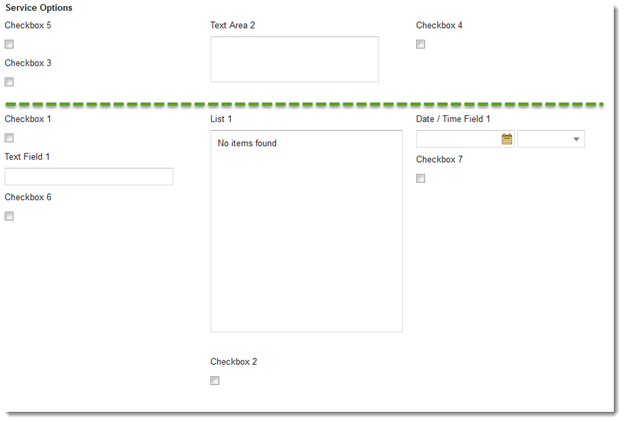 Service Options
Checkbox 5
Text Area 2
Checkbox 4
Checkbox 3
Checkbox 1
List 1
Date / Time Field 1
No items found
Text Field 1
Checkbox 7
Checkbox 6
Checkbox 2